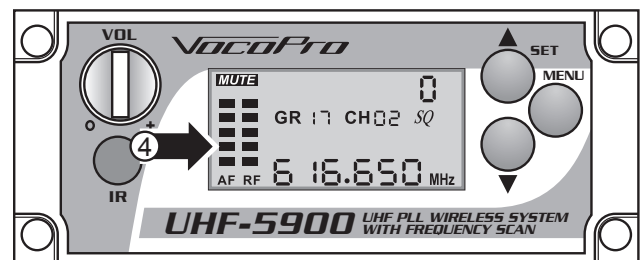 VOL
VocoPro
SET
MENU
MUTE
0
GR 17 CH02 SQ
O +
4
AF RF 616.650 MHz
IR
UHF-5900 UHF PLL WIRELESS SYSTEM
WITH FREQUENCY SCAN